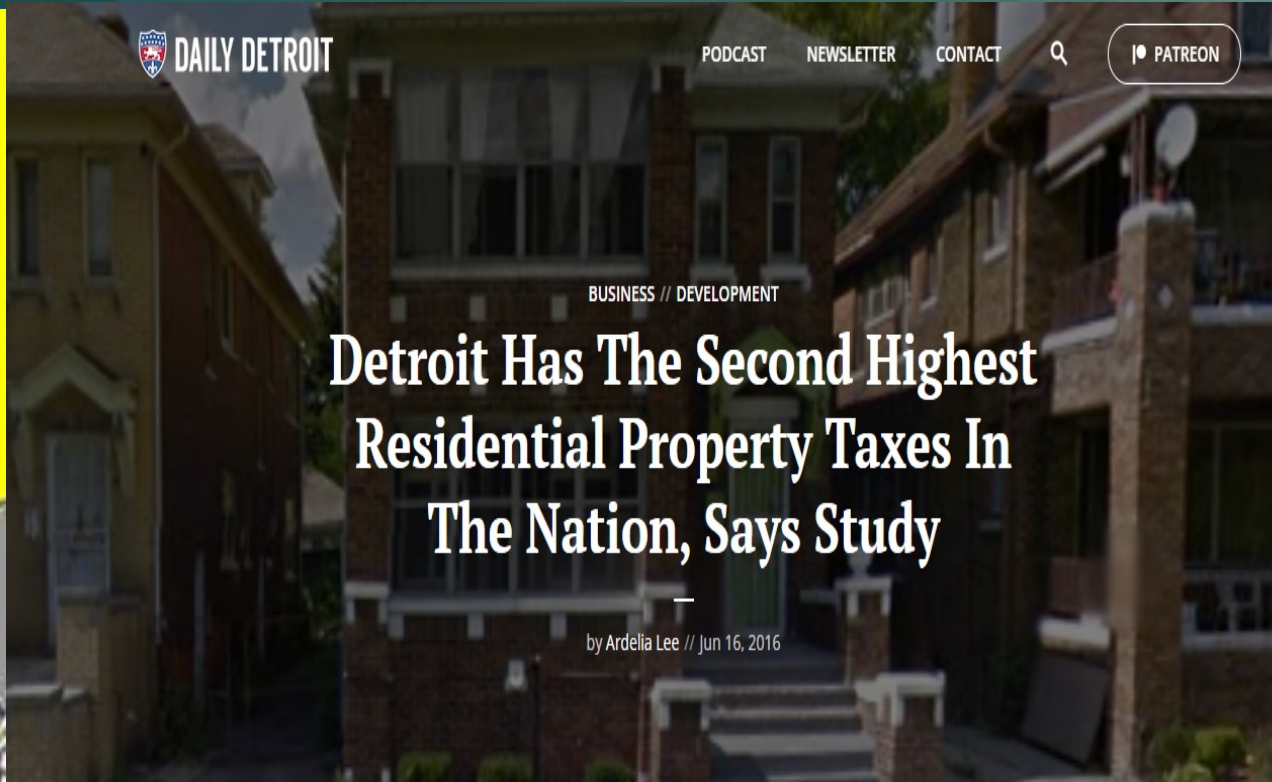 DAILY DETROIT
PODCAST NEWSLETTER CONTACT PATREON
BUSINESS // DEVELOPMENT
Detroit Has The Second Highest
Residential Property Taxes In
The Nation, Says Study
by Ardelia Lee // Jun 16, 2016